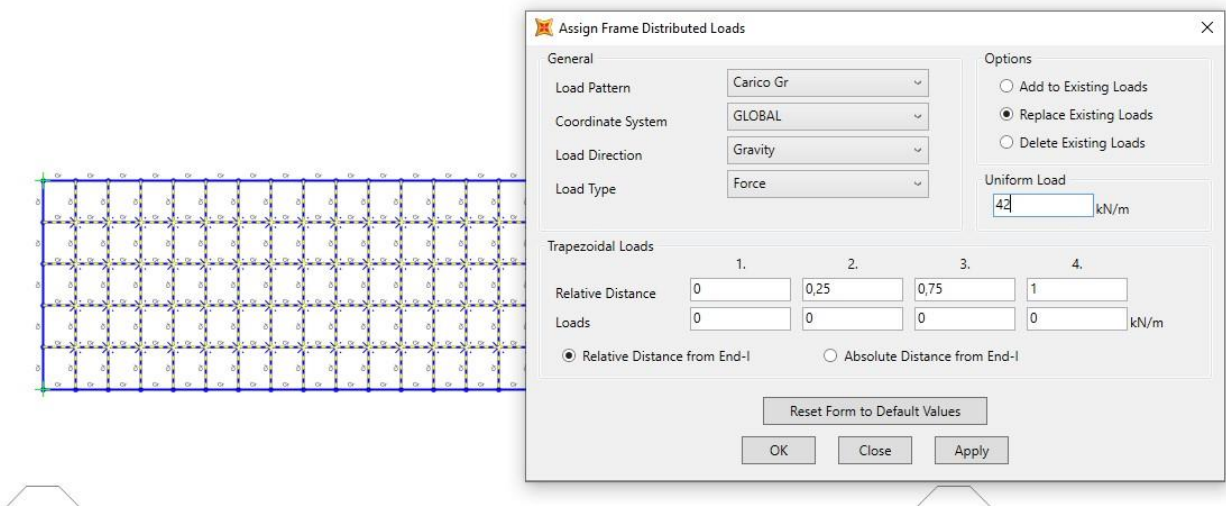 Assign Frame Distributed Loads
General
Load Pattern
Carico Gr
Coordinate System
GLOBAL
Load Direction
Gravity
Load Type
Force
Options
Add to Existing Loads
Replace Existing Loads
Delete Existing Loads
Uniform Load
42 kN/m
Trapezoidal Loads
1. 2. 3. 4.
Relative Distance 0 0,25 0,75 1
Loads 0 0 0 0 kN/m
Relative Distance from End-I Absolute Distance from End-I
Reset Form to Default Values
OK Close Apply